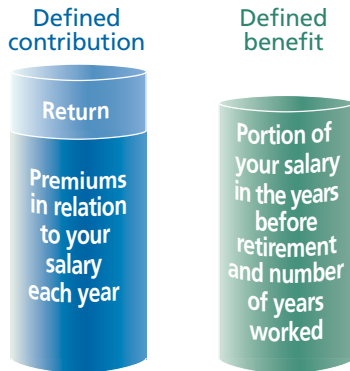 Defined
contribution
Return
Premiums
in relation
to your
salary
each year
Defined
benefit
Portion of
your salary
in the years
before
retirement
and number
of years
worked